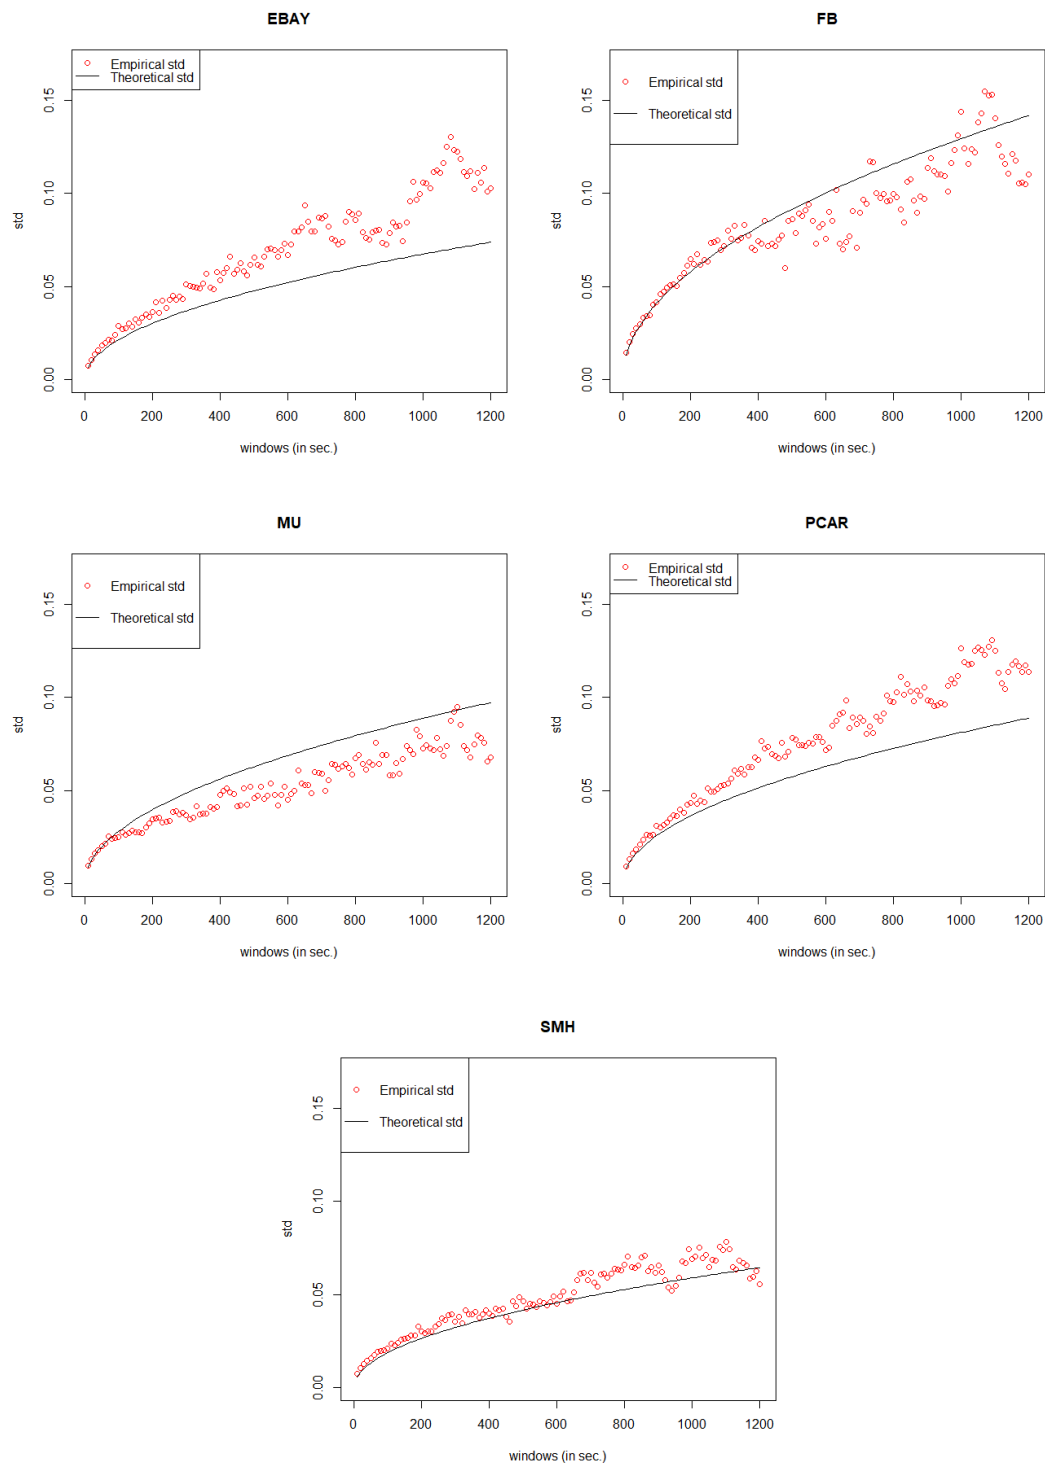 EBAY
Empirical std
Theoretical std
std
0.00 0.05 0.10 0.15
0 200 400 600 800 1000 1200
windows (in sec.)
FB
Empirical std
Theoretical std
std
0.00 0.05 0.10 0.15
0 200 400 600 800 1000 1200
windows (in sec.)
MU
Empirical std
Theoretical std
std
0.00 0.05 0.10 0.15
0 200 400 600 800 1000 1200
windows (in sec.)
PCAR
Empirical std
Theoretical std
std
0.00 0.05 0.10 0.15
0 200 400 600 800 1000 1200
windows (in sec.)
SMH
Empirical std
Theoretical std
std
0.00 0.05 0.10 0.15
0 200 400 600 800 1000 1200
windows (in sec.)